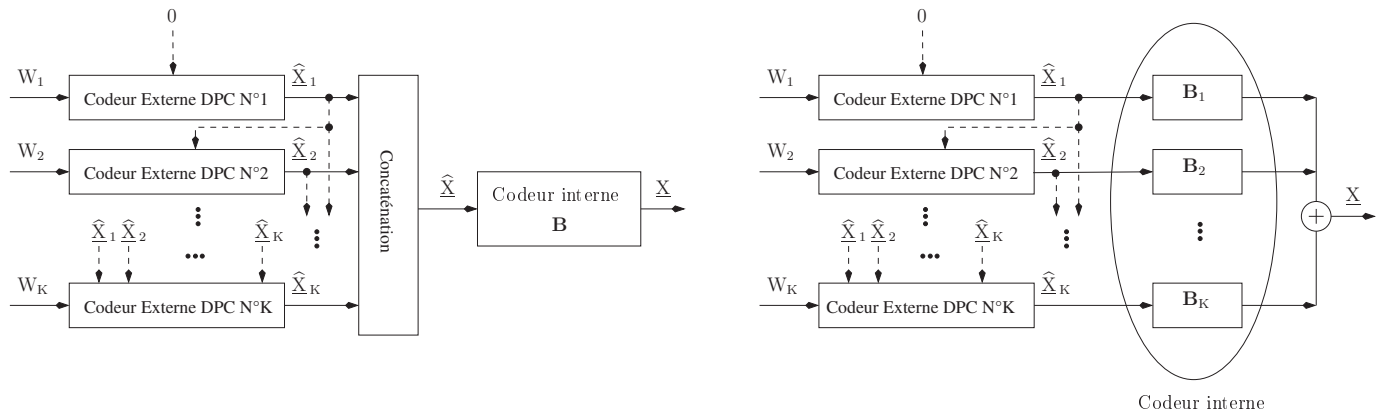 0
W₁
Codeur Externe DPC N°1
X̲̂₁
W₂
Codeur Externe DPC N°2
X̲̂₂
X̲̂₁ X̲̂₂ ... X̲̂K
WK
Codeur Externe DPC N°K
X̲̂K
Concaténation
X̲̂
Codeur interne
B
X̲
0
W₁
Codeur Externe DPC N°1
X̲̂₁
B₁
W₂
Codeur Externe DPC N°2
X̲̂₂
B₂
X̲̂₁ X̲̂₂ ... X̲̂K
WK
Codeur Externe DPC N°K
X̲̂K
BK
+
X̲
Codeur interne